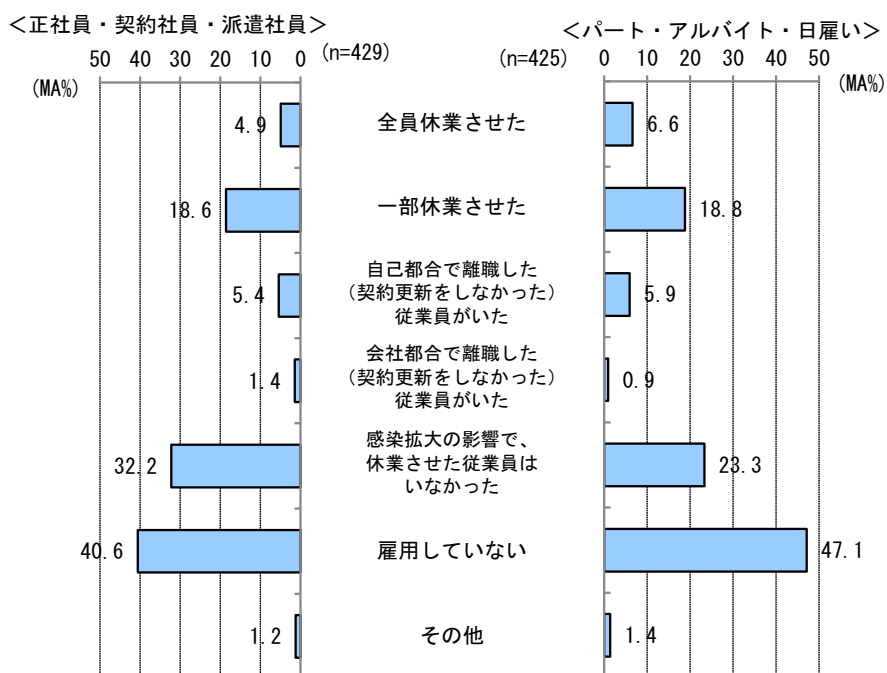 ＜正社員・契約社員・派遣社員＞
(n=429)
50 40 30 20 10 0
(MA%)
＜パート・アルバイト・日雇い＞
(n=425)
0 10 20 30 40 50
(MA%)
4.9 全員休業させた 6.6
18.6 一部休業させた 18.8
自己都合で離職した
5.4 （契約更新をしなかった） 5.9
従業員がいた
会社都合で離職した
1.4 （契約更新をしなかった） 0.9
従業員がいた
感染拡大の影響で、
32.2 休業させた従業員は 23.3
いなかった
40.6 雇用していない 47.1
1.2 その他 1.4